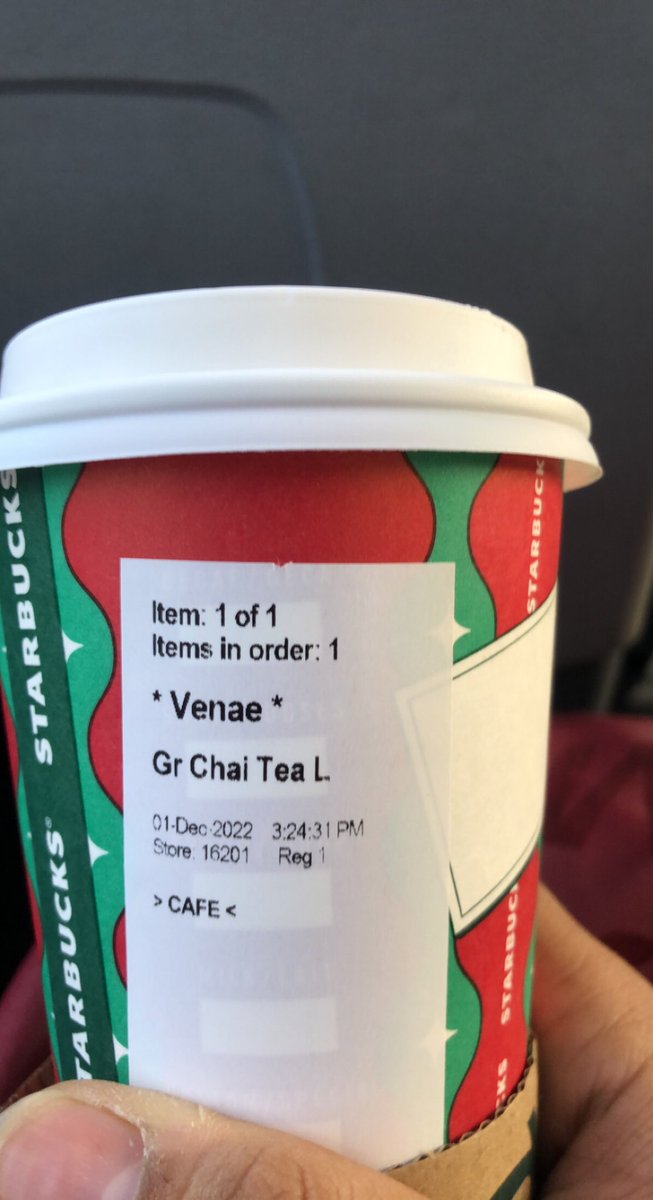 Item: 1 of 1
Items in order: 1
* Venae *
Gr Chai Tea L
01-Dec-2022 3:24:31 PM
Store: 16201 Reg 1
> CAFE <
STARBUCKS
STARBUCKS®
STARBUCKS
STARBUCKS